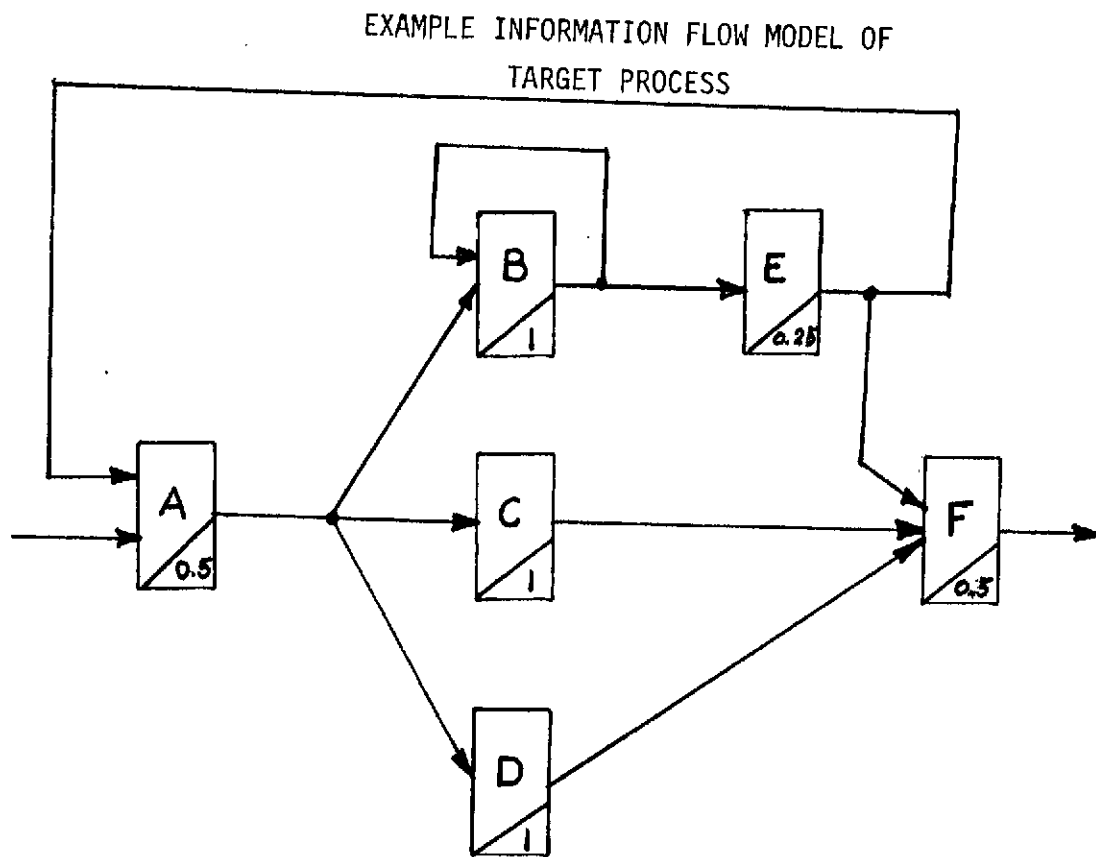 EXAMPLE INFORMATION FLOW MODEL OF
TARGET PROCESS
B
1
E
0.25
A
0.5
C
1
F
0.5
D
1